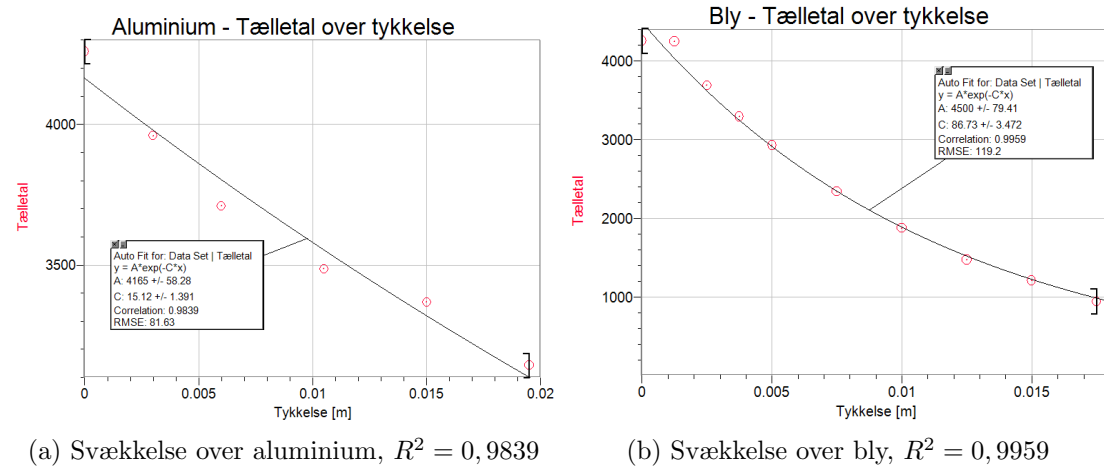 Aluminium - Tælletal over tykkelse
4000
3500
Tælletal
Auto Fit for: Data Set | Tælletal
y = A*exp(-C*x)
A: 4165 +/- 58.28
C: 15.12 +/- 1.391
Correlation: 0.9839
RMSE: 81.63
0
0.005
0.01
0.015
0.02
Tykkelse [m]
(a) Svækkelse over aluminium, R² = 0, 9839
Bly - Tælletal over tykkelse
4000
3000
2000
1000
Tælletal
Auto Fit for: Data Set | Tælletal
y = A*exp(-C*x)
A: 4500 +/- 79.41
C: 86.73 +/- 3.472
Correlation: 0.9959
RMSE: 119.2
0
0.005
0.01
0.015
Tykkelse [m]
(b) Svækkelse over bly, R² = 0, 9959